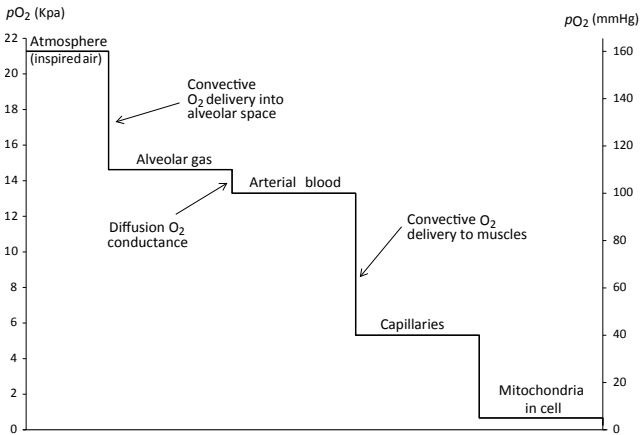 pO2 (Kpa)
pO2 (mmHg)
22
20
18
16
14
12
10
8
6
4
2
0
Atmosphere
(inspired air)
Convective
O2 delivery into
alveolar space
Alveolar gas
Arterial blood
Diffusion O2
conductance
Convective O2
delivery to muscles
Capillaries
Mitochondria
in cell
160
140
120
100
80
60
40
20
0